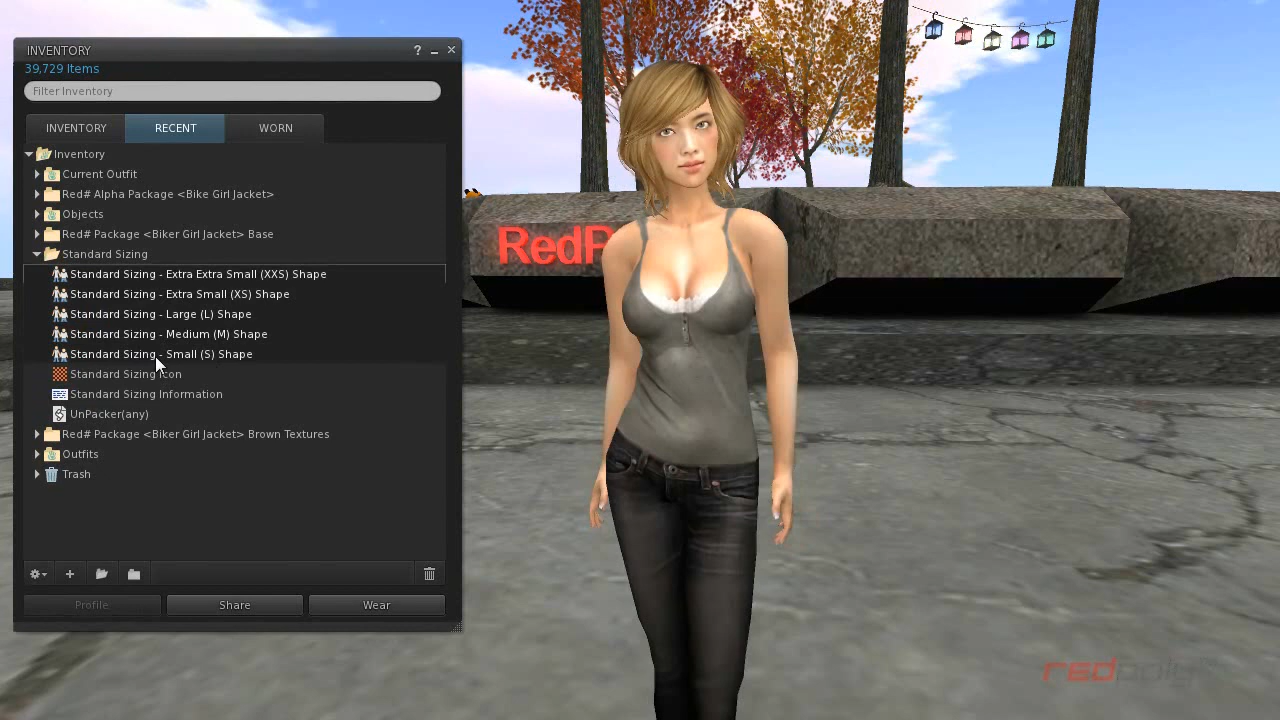 INVENTORY
?
39,729 Items
Filter Inventory
INVENTORY RECENT WORN
Inventory
Current Outfit
Red# Alpha Package <Bike Girl Jacket>
Objects
Red# Package <Biker Girl Jacket> Base
Standard Sizing
Standard Sizing - Extra Extra Small (XXS) Shape
Standard Sizing - Extra Small (XS) Shape
Standard Sizing - Large (L) Shape
Standard Sizing - Medium (M) Shape
Standard Sizing - Small (S) Shape
Standard Sizing Icon
Standard Sizing Information
UnPacker(any)
Red# Package <Biker Girl Jacket> Brown Textures
Outfits
Trash
Profile Share Wear
RedP
redpoly